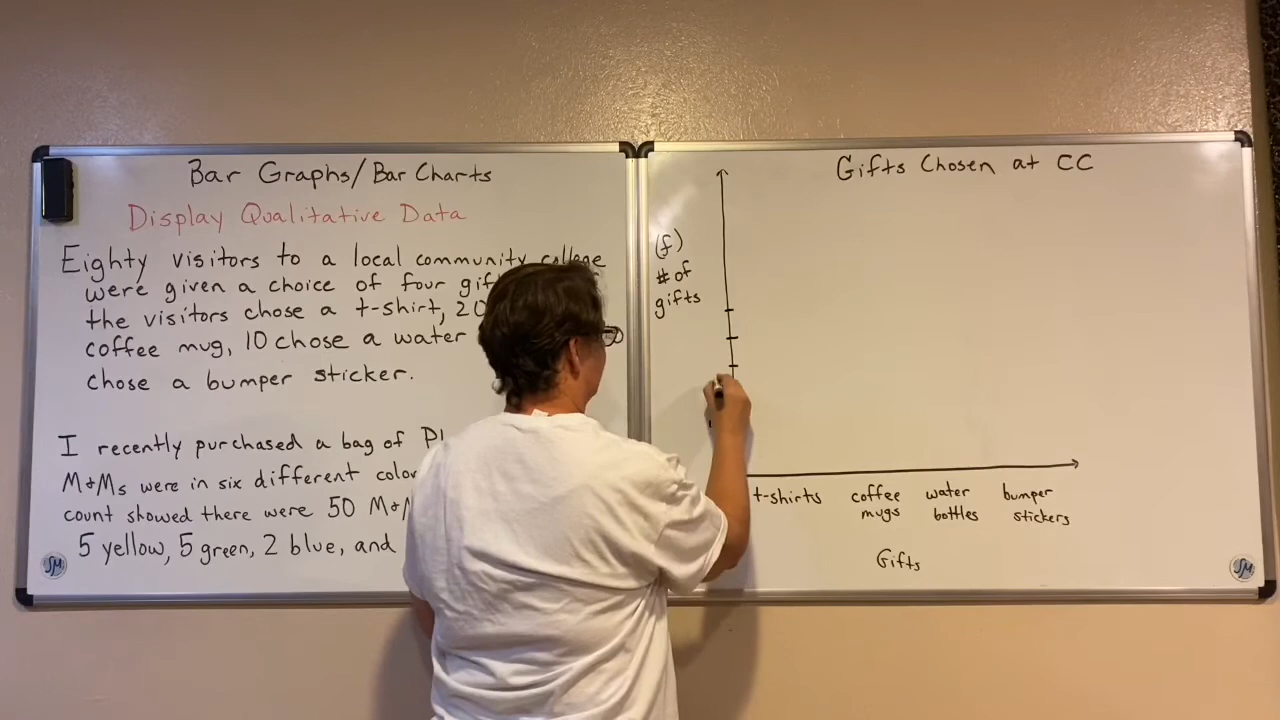 Bar Graphs/Bar Charts
Display Qualitative Data
Eighty visitors to a local community college
were given a choice of four
the visitors chose a t-shirt, 20
coffee mug, 10 chose a water
chose a bumper sticker.
I recently purchased a bag of
M&Ms were in six different
count showed there were 50
5 yellow, 5 green, 2 blue, and
SM
Gifts Chosen at CC
(f)
# of
gifts
t-shirts coffee mugs water bottles bumper stickers
Gifts
SM